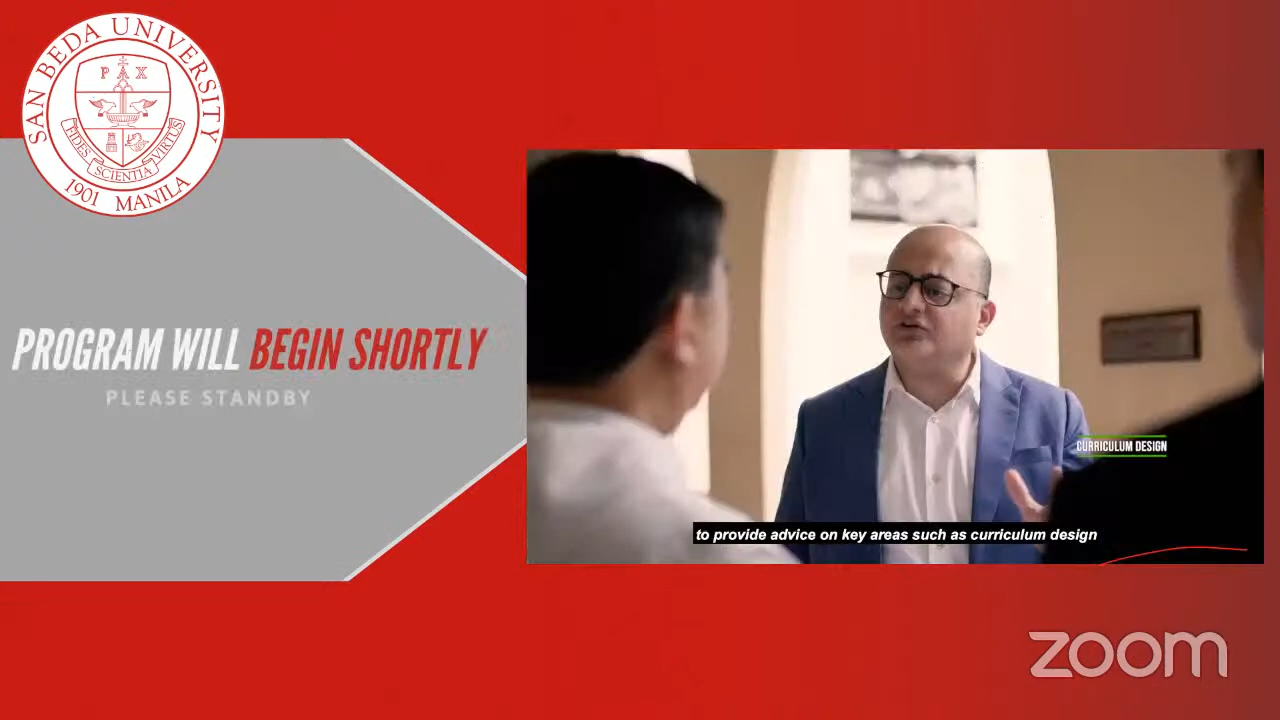 SAN BEDA UNIVERSITY
PAX
FIDES
SCIENTIA
VIRTUS
1901 MANILA
PROGRAM WILL BEGIN SHORTLY
PLEASE STANDBY
CURRICULUM DESIGN
to provide advice on key areas such as curriculum design
zoom